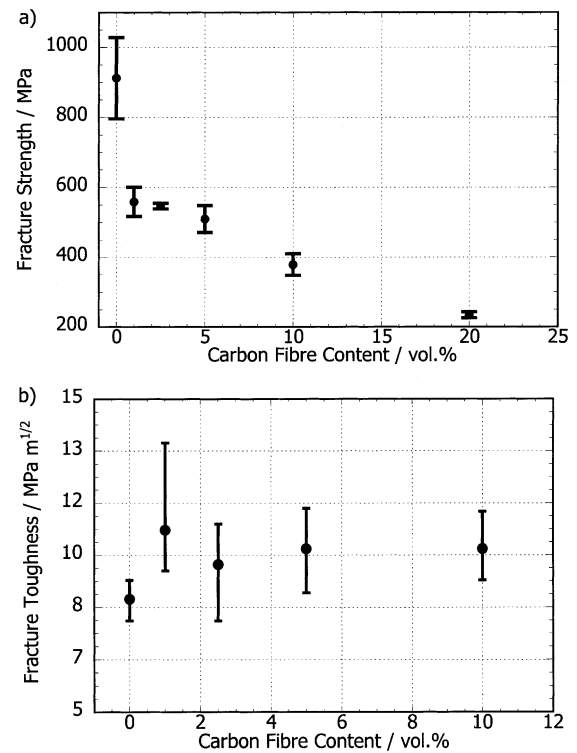 a)
1000
800
600
400
200
Fracture Strength / MPa
0 5 10 15 20 25
Carbon Fibre Content / vol.%
b)
15
13
12
10
8
7
5
Fracture Toughness / MPa m^1/2
0 2 4 6 8 10 12
Carbon Fibre Content / vol.%